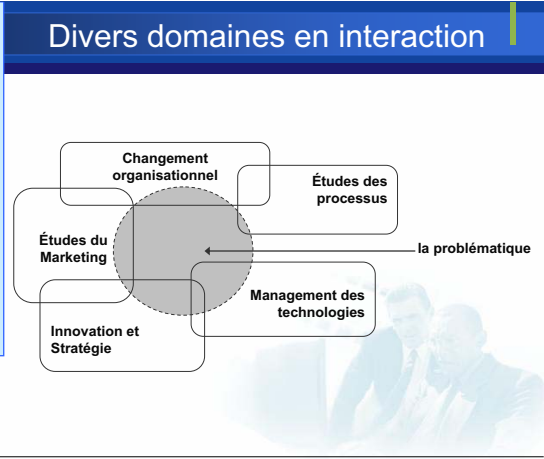 Divers domaines en interaction
Changement
organisationnel
Études des
processus
Études du
Marketing
la problématique
Management des
technologies
Innovation et
Stratégie